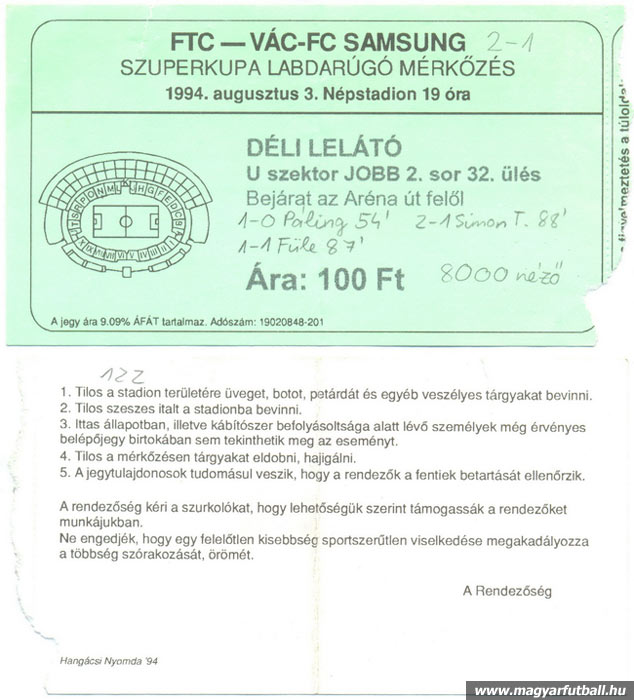 FTC — VÁC-FC SAMSUNG 2-1
SZUPERKUPA LABDARÚGÓ MÉRKŐZÉS
1994. augusztus 3. Népstadion 19 óra
DÉLI LELÁTÓ
U szektor JOBB 2. sor 32. ülés
Bejárat az Aréna út felől
1-0 Páling 54' 2-1 Simon T. 88'
1-1 Füle 87'
Ára: 100 Ft 8000 néző
A jegy ára 9.09% ÁFÁT tartalmaz. Adószám: 19020848-201
122
1. Tilos a stadion területére üveget, botot, petárdát és egyéb veszélyes tárgyakat bevinni.
2. Tilos szeszes italt a stadionba bevinni.
3. Ittas állapotban, illetve kábítószer befolyásoltsága alatt lévő személyek még érvényes
belépőjegy birtokában sem tekinthetik meg az eseményt.
4. Tilos a mérkőzésen tárgyakat eldobni, hajigálni.
5. A jegytulajdonosok tudomásul veszik, hogy a rendezők a fentiek betartását ellenőrzik.
A rendezőség kéri a szurkolókat, hogy lehetőségük szerint támogassák a rendezőket
munkájukban.
Ne engedjék, hogy egy felelőtlen kisebbség sportszerűtlen viselkedése megakadályozza
a többség szórakozását, örömét.
A Rendezőség
Hangácsi Nyomda '94
www.magyarfutball.hu